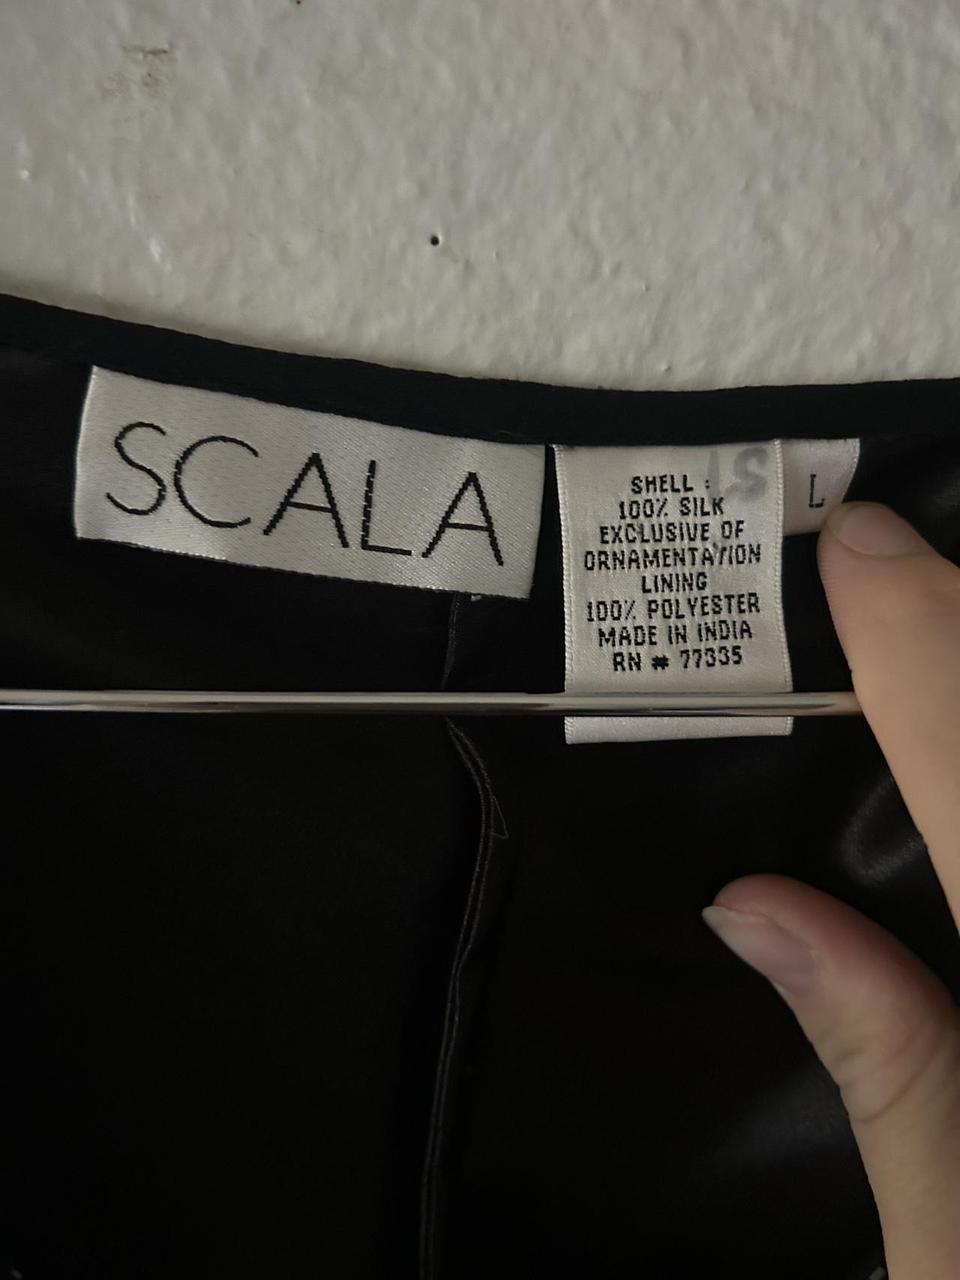 SCALA
SHELL :
100% SILK
EXCLUSIVE OF
ORNAMENTATION
LINING
100% POLYESTER
MADE IN INDIA
RN # 77335
L